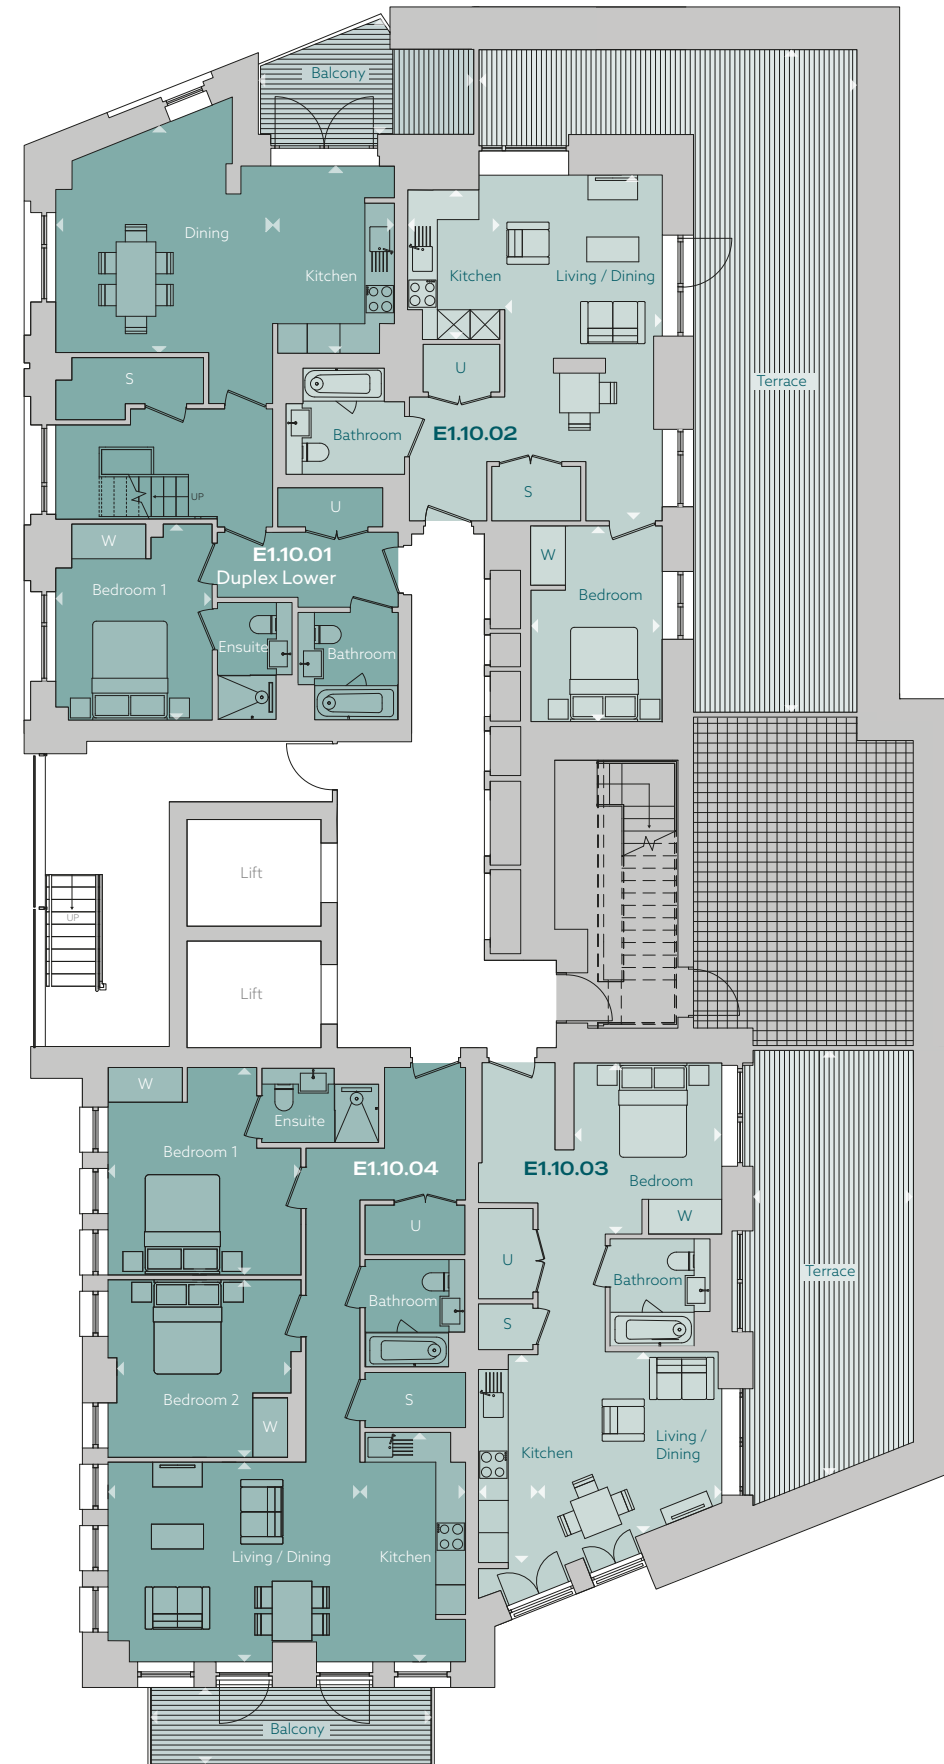 Balcony
Dining
Kitchen
Kitchen
Living / Dining
Terrace
S
U
Bathroom
E1.10.02
UP
U
S
W
E1.10.01
Duplex Lower
W
Bedroom 1
Bedroom
Ensuite
Bathroom
Lift
UP
Lift
W
Ensuite
Bedroom 1
E1.10.04
E1.10.03
Bedroom
W
U
U
Bathroom
Terrace
Bathroom
S
Bedroom 2
S
W
Living /
Dining
Kitchen
Living / Dining
Kitchen
Balcony